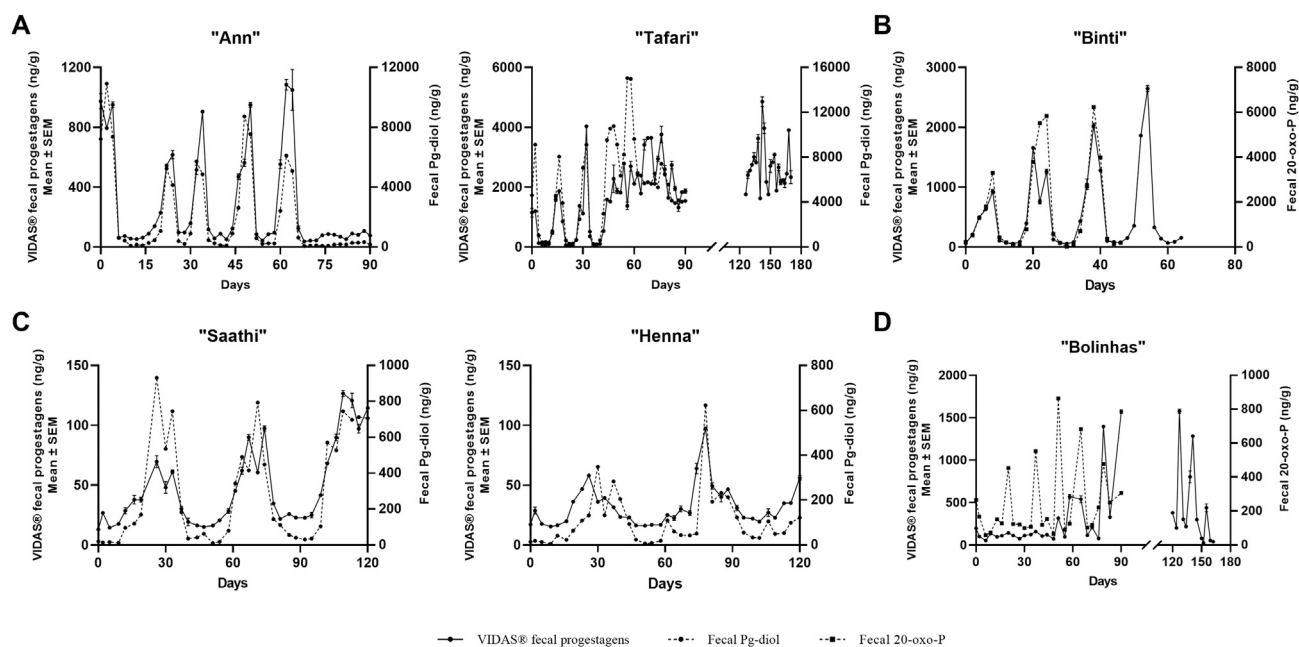 A
"Ann"
VIDAS® fecal progestagens (ng/g)
Mean ± SEM
1200
800
400
0
12000
8000
4000
0
Fecal Pg-diol (ng/g)
0 15 30 45 60 75 90
Days
"Tafari"
VIDAS® fecal progestagens (ng/g)
Mean ± SEM
6000
4000
2000
0
16000
12000
8000
4000
0
Fecal Pg-diol (ng/g)
0 30 60 90 120 150 180
Days
B
"Binti"
VIDAS® fecal progestagens (ng/g)
Mean ± SEM
3000
2000
1000
0
8000
6000
4000
2000
0
Fecal 20-oxo-P (ng/g)
0 20 40 60 80
Days
C
"Saathi"
VIDAS® fecal progestagens (ng/g)
Mean ± SEM
150
100
50
0
1000
800
600
400
200
0
Fecal Pg-diol (ng/g)
0 30 60 90 120
Days
"Henna"
VIDAS® fecal progestagens (ng/g)
Mean ± SEM
150
100
50
0
800
600
400
200
0
Fecal Pg-diol (ng/g)
0 30 60 90 120
Days
D
"Bolinhas"
VIDAS® fecal progestagens (ng/g)
Mean ± SEM
2000
1500
1000
500
0
1000
800
600
400
200
0
Fecal 20-oxo-P (ng/g)
0 30 60 90 120 150 180
Days
VIDAS® fecal progestagens
Fecal Pg-diol
Fecal 20-oxo-P